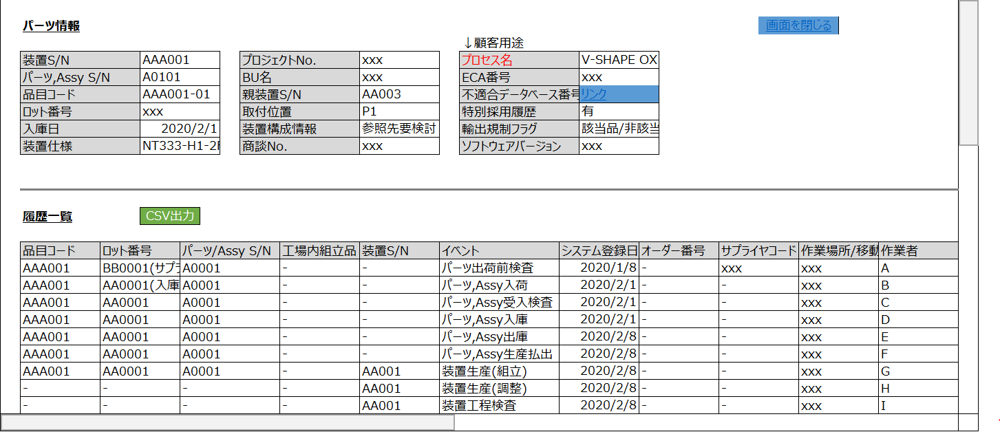 パーツ情報
画面を閉じる
↓顧客用途
装置S/N AAA001 プロジェクトNo. xxx プロセス名 V-SHAPE OX
パーツ,Assy S/N A0101 BU名 xxx ECA番号 xxx
品目コード AAA001-01 親装置S/N AA003 不適合データベース番号 リンク
ロット番号 xxx 取付位置 P1 特別採用履歴 有
入庫日 2020/2/1 装置構成情報 参照先要検討 輸出規制フラグ 該当品/非該当
装置仕様 NT333-H1-2 商談No. xxx ソフトウェアバージョン xxx
履歴一覧 CSV出力
品目コード ロット番号 パーツ/Assy S/N 工場内組立品 装置S/N イベント システム登録日 オーダー番号 サプライヤコード 作業場所/移動 作業者
AAA001 BB0001(サプラ A0001 - - パーツ出荷前検査 2020/1/8 - xxx xxx A
AAA001 AA0001(入庫 A0001 - - パーツ,Assy入荷 2020/2/1 - - xxx B
AAA001 AA0001 A0001 - - パーツ,Assy受入検査 2020/2/1 - - xxx C
AAA001 AA0001 A0001 - - パーツ,Assy入庫 2020/2/1 - - xxx D
AAA001 AA0001 A0001 - - パーツ,Assy出庫 2020/2/8 - - xxx E
AAA001 AA0001 A0001 - - パーツ,Assy生産払出 2020/2/8 - - xxx F
AAA001 AA0001 A0001 - AA001 装置生産(組立) 2020/2/8 - - xxx G
- - - - AA001 装置生産(調整) 2020/2/8 - - xxx H
- - - - AA001 装置工程検査 2020/2/8 - - xxx I